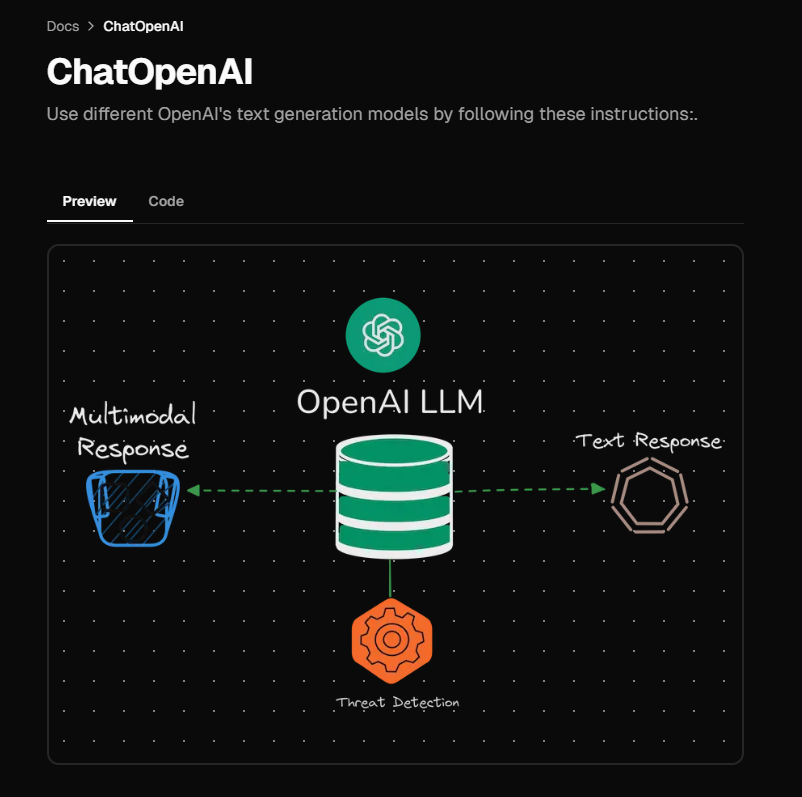 Docs > ChatOpenAI
ChatOpenAI
Use different OpenAI's text generation models by following these instructions:.
Preview Code
OpenAI LLM
Multimodal
Response
Text Response
Threat Detection